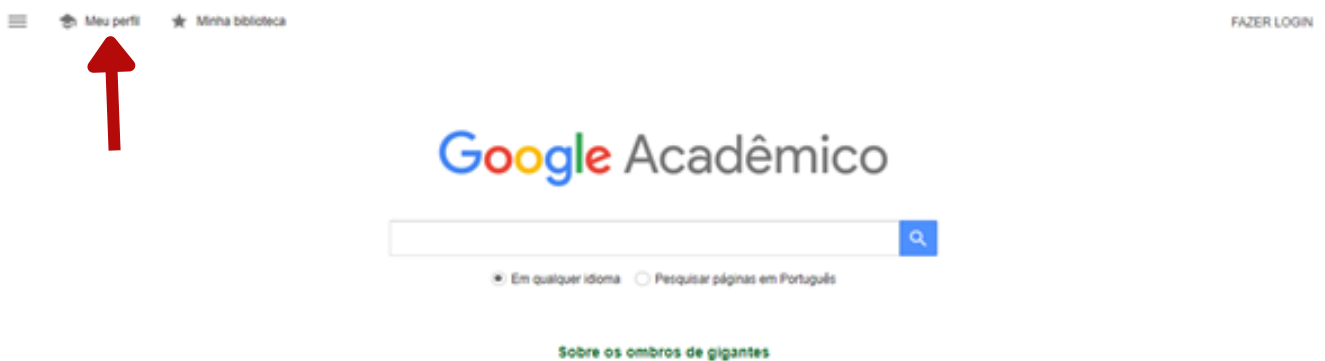 Meu perfil
Minha biblioteca
FAZER LOGIN
Google Acadêmico
Em qualquer idioma
Pesquisar páginas em Português
Sobre os ombros de gigantes